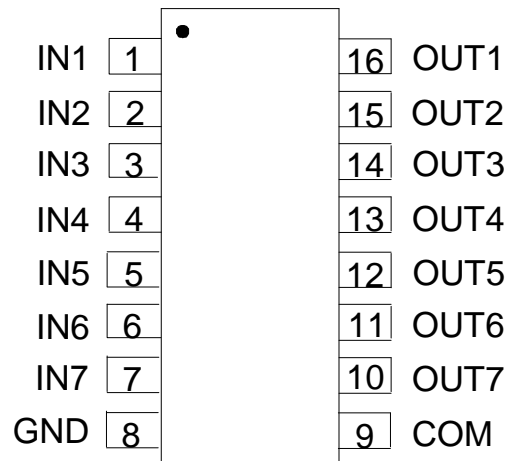 IN1 1 16 OUT1
IN2 2 15 OUT2
IN3 3 14 OUT3
IN4 4 13 OUT4
IN5 5 12 OUT5
IN6 6 11 OUT6
IN7 7 10 OUT7
GND 8 9 COM